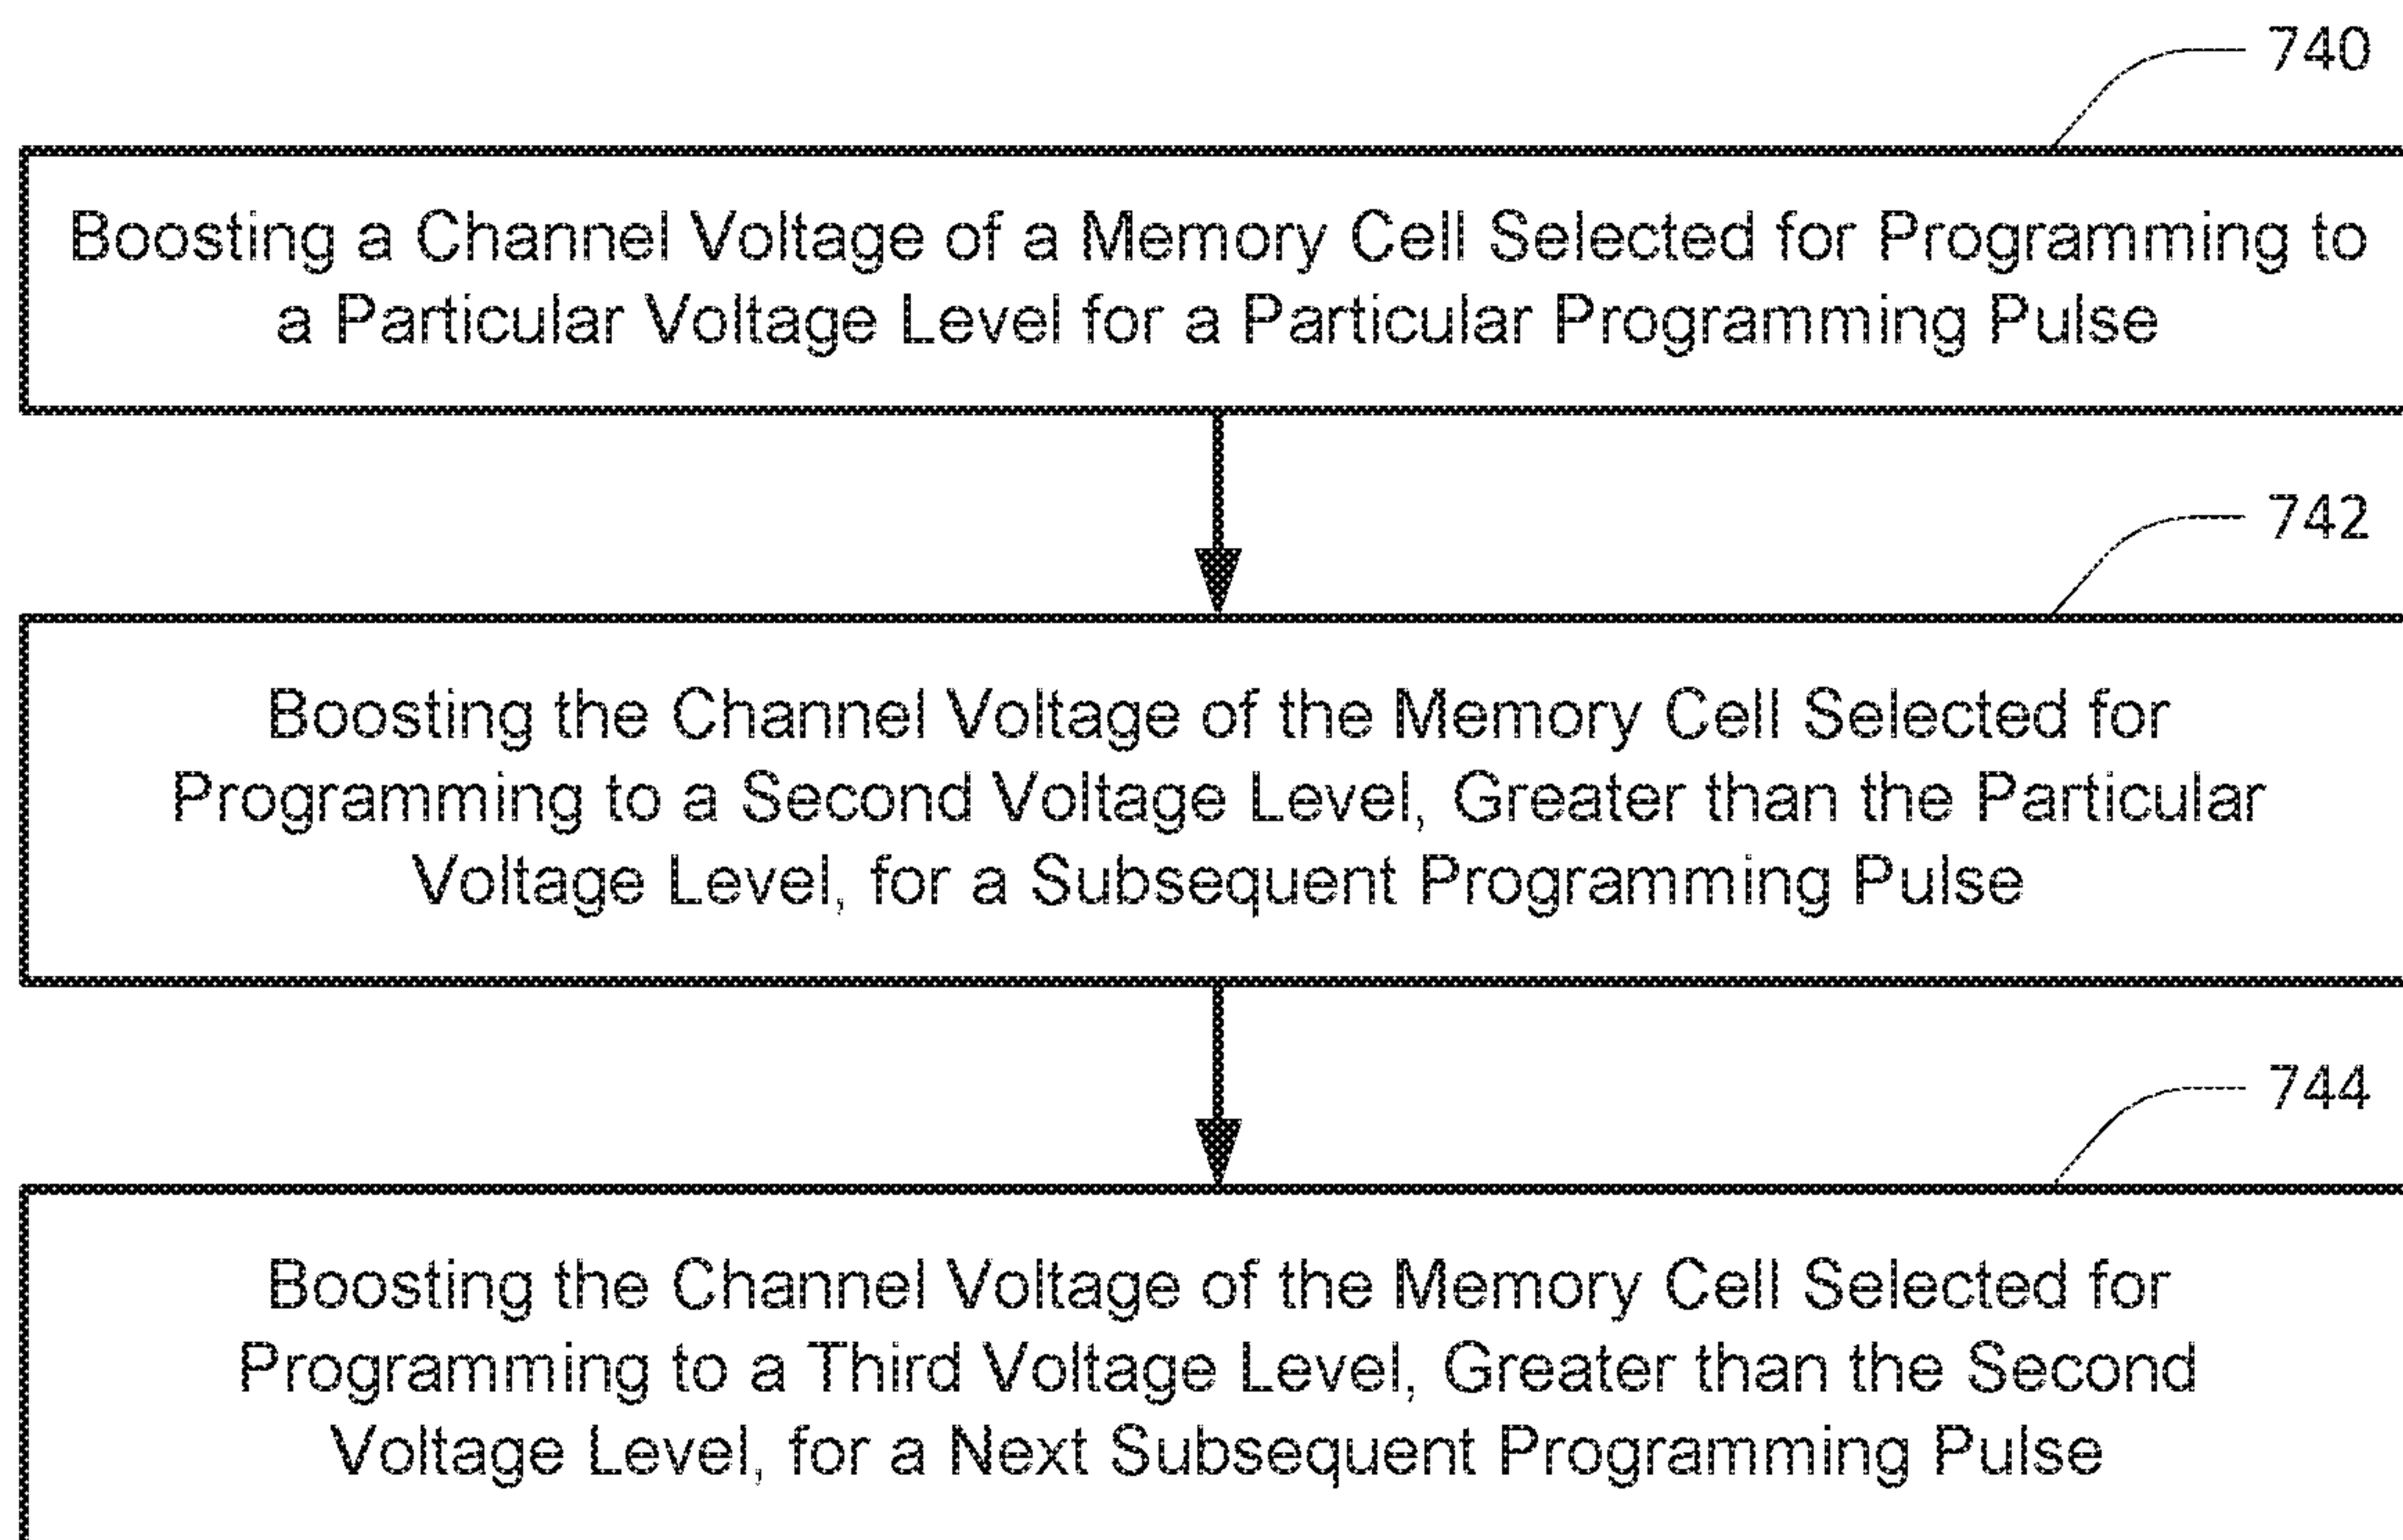 740
Boosting a Channel Voltage of a Memory Cell Selected for Programming to
a Particular Voltage Level for a Particular Programming Pulse
742
Boosting the Channel Voltage of the Memory Cell Selected for
Programming to a Second Voltage Level, Greater than the Particular
Voltage Level, for a Subsequent Programming Pulse
744
Boosting the Channel Voltage of the Memory Cell Selected for
Programming to a Third Voltage Level, Greater than the Second
Voltage Level, for a Next Subsequent Programming Pulse